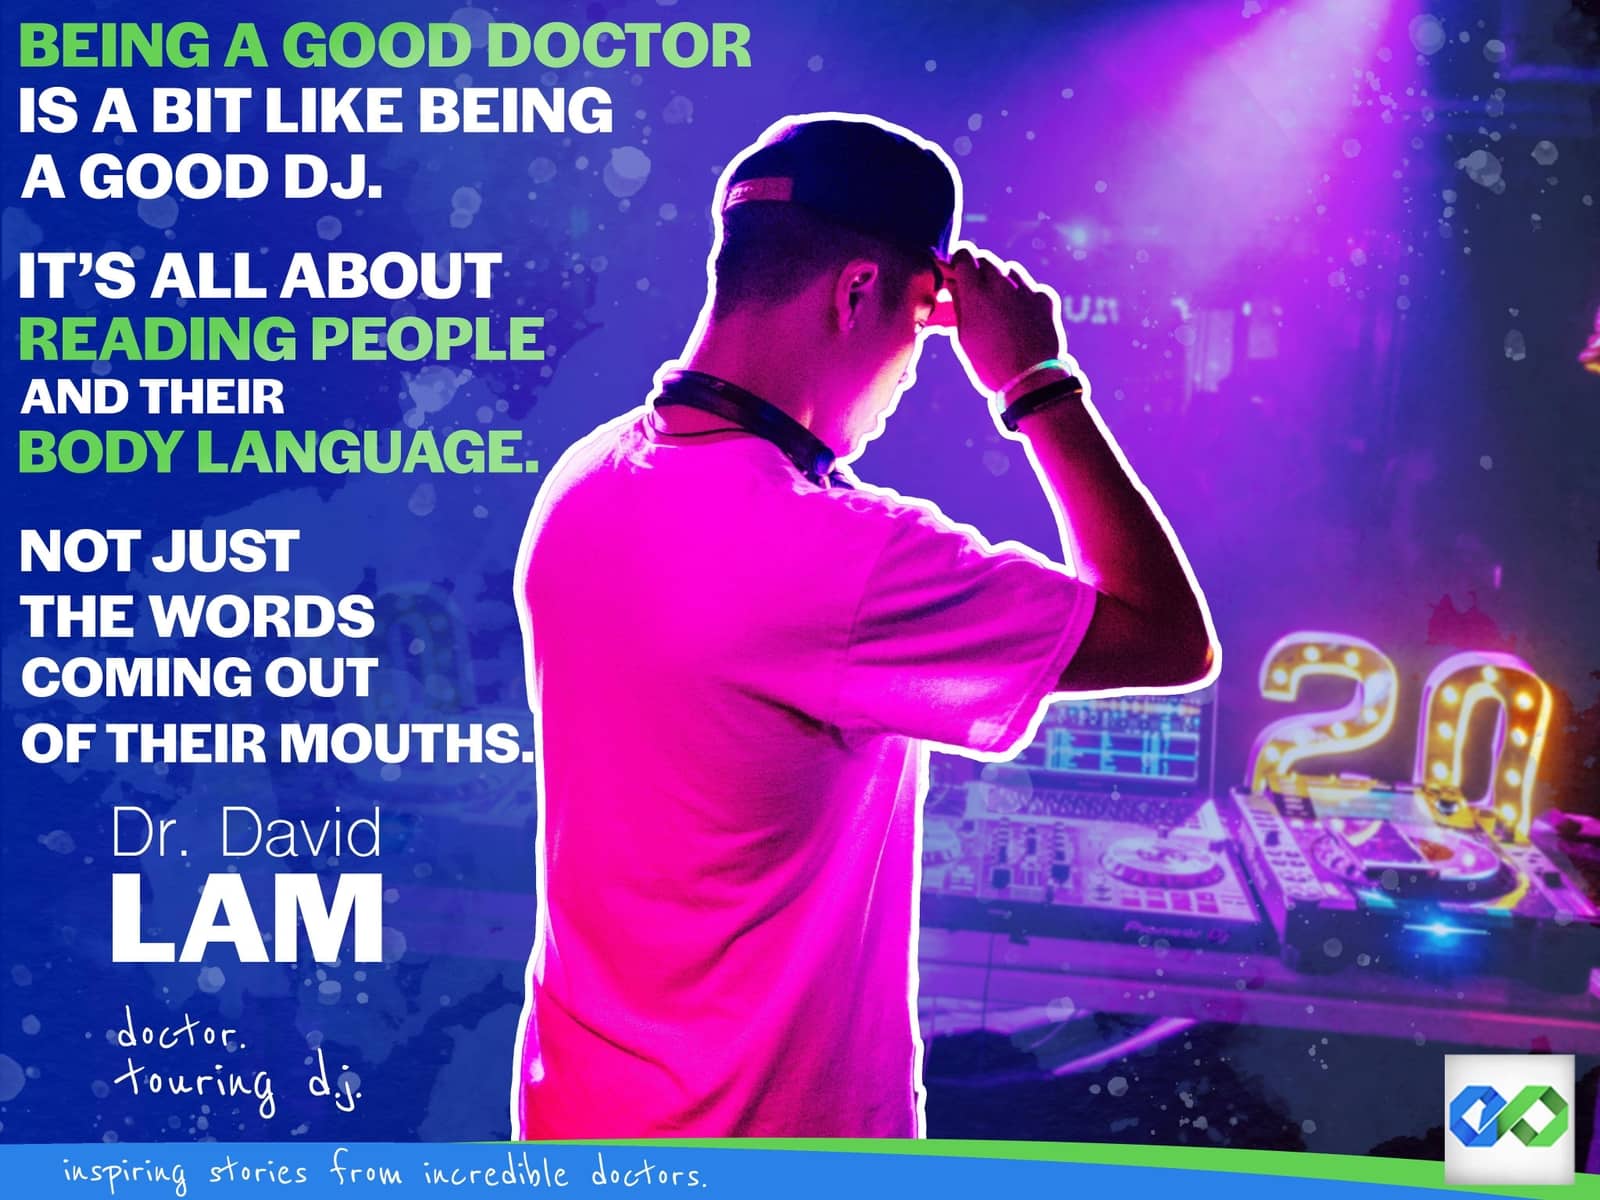 BEING A GOOD DOCTOR
IS A BIT LIKE BEING
A GOOD DJ.
IT'S ALL ABOUT
READING PEOPLE
AND THEIR
BODY LANGUAGE.
NOT JUST
THE WORDS
COMING OUT
OF THEIR MOUTHS.
Dr. David
LAM
doctor.
touring d.j.
20
Pioneer Dj
inspiring stories from incredible doctors.